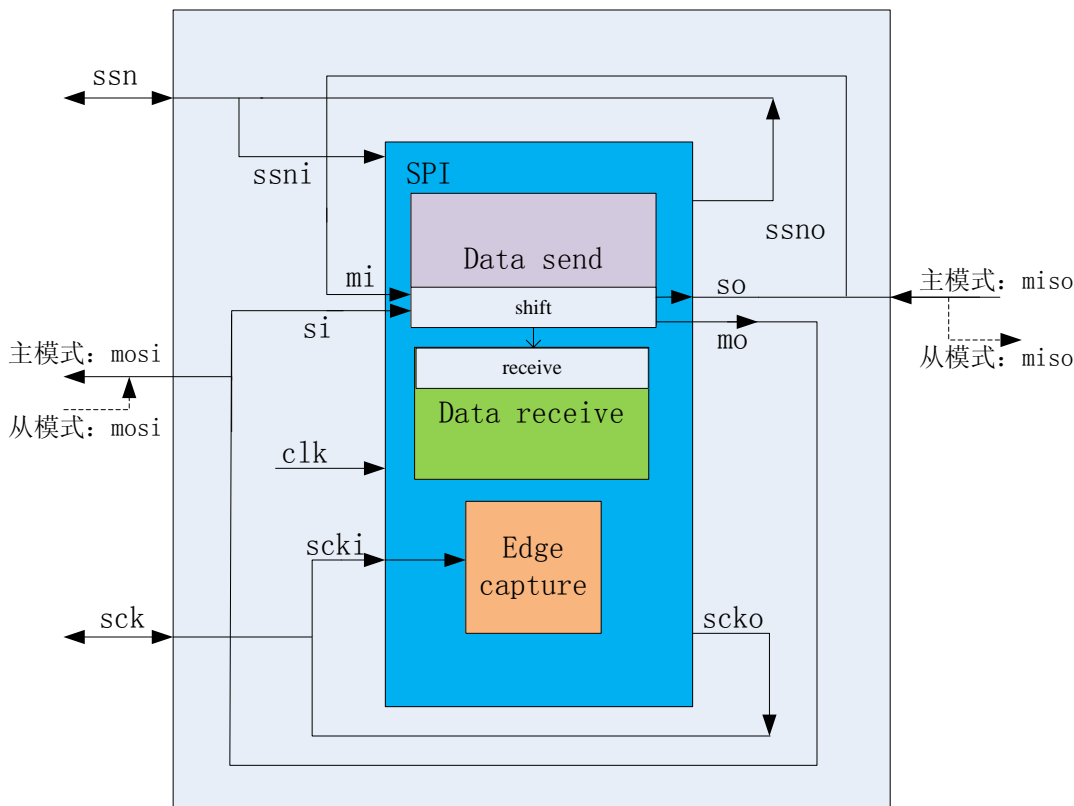 ssn
ssni
SPI
ssno
Data send
mi
so
主模式：miso
shift
si
mo
主模式：mosi
从模式：miso
receive
从模式：mosi
Data receive
clk
scki
Edge
capture
sck
scko